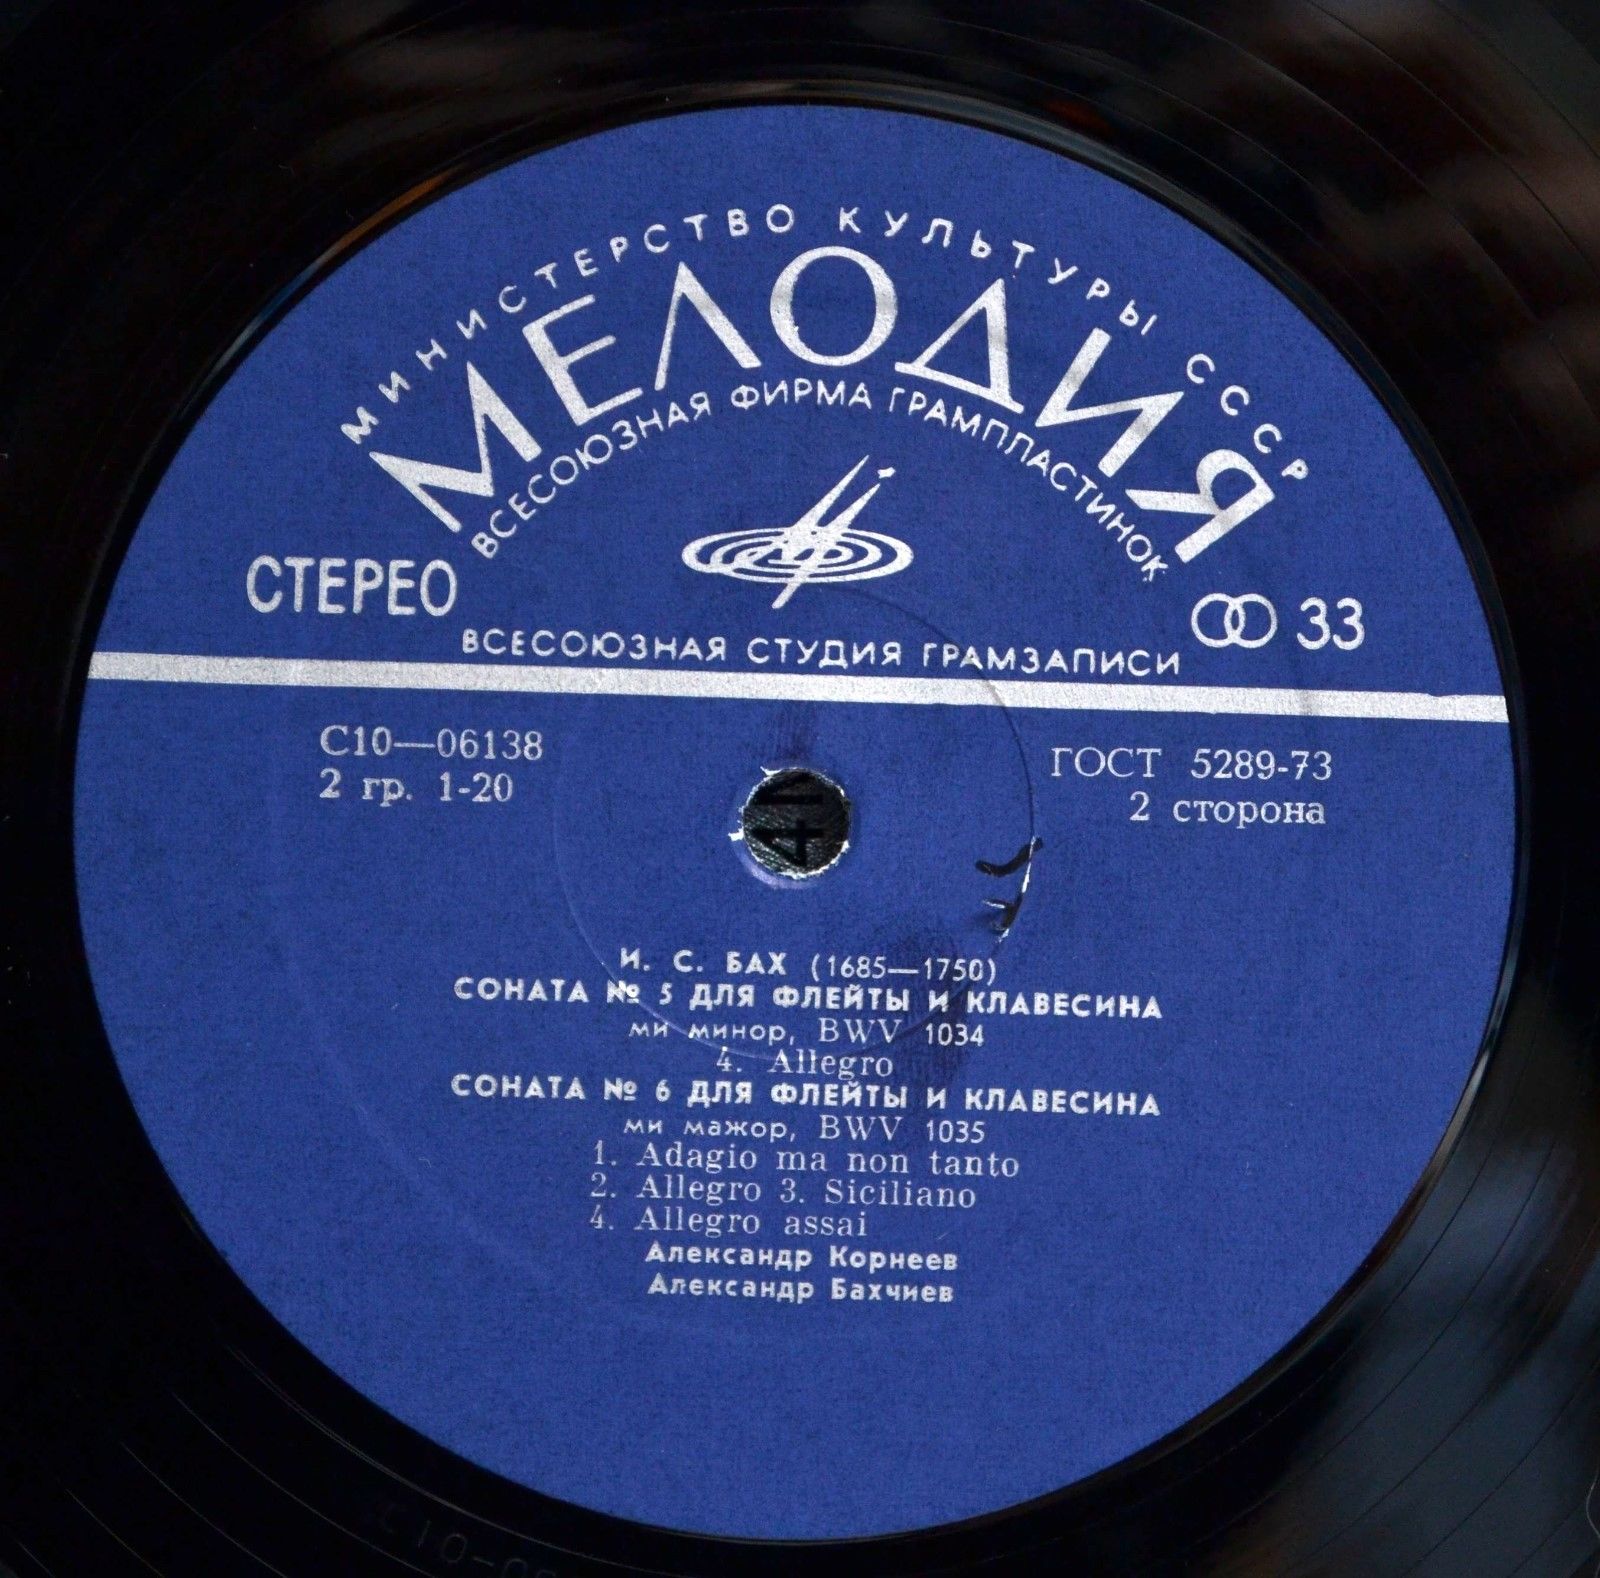 МИНИСТЕРСТВО КУЛЬТУРЫ СССР
МЕЛОДИЯ
ВСЕСОЮЗНАЯ ФИРМА ГРАМПЛАСТИНОК
СТЕРЕО
33
ВСЕСОЮЗНАЯ СТУДИЯ ГРАМЗАПИСИ
С10—06138
2 гр. 1-20
ГОСТ 5289-73
2 сторона
И. С. БАХ (1685—1750)
СОНАТА № 5 ДЛЯ ФЛЕЙТЫ И КЛАВЕСИНА
ми минор, BWV 1034
4. Allegro
СОНАТА № 6 ДЛЯ ФЛЕЙТЫ И КЛАВЕСИНА
ми мажор, BWV 1035
1. Adagio ma non tanto
2. Allegro 3. Siciliano
4. Allegro assai
Александр Корнеев
Александр Бахчиев